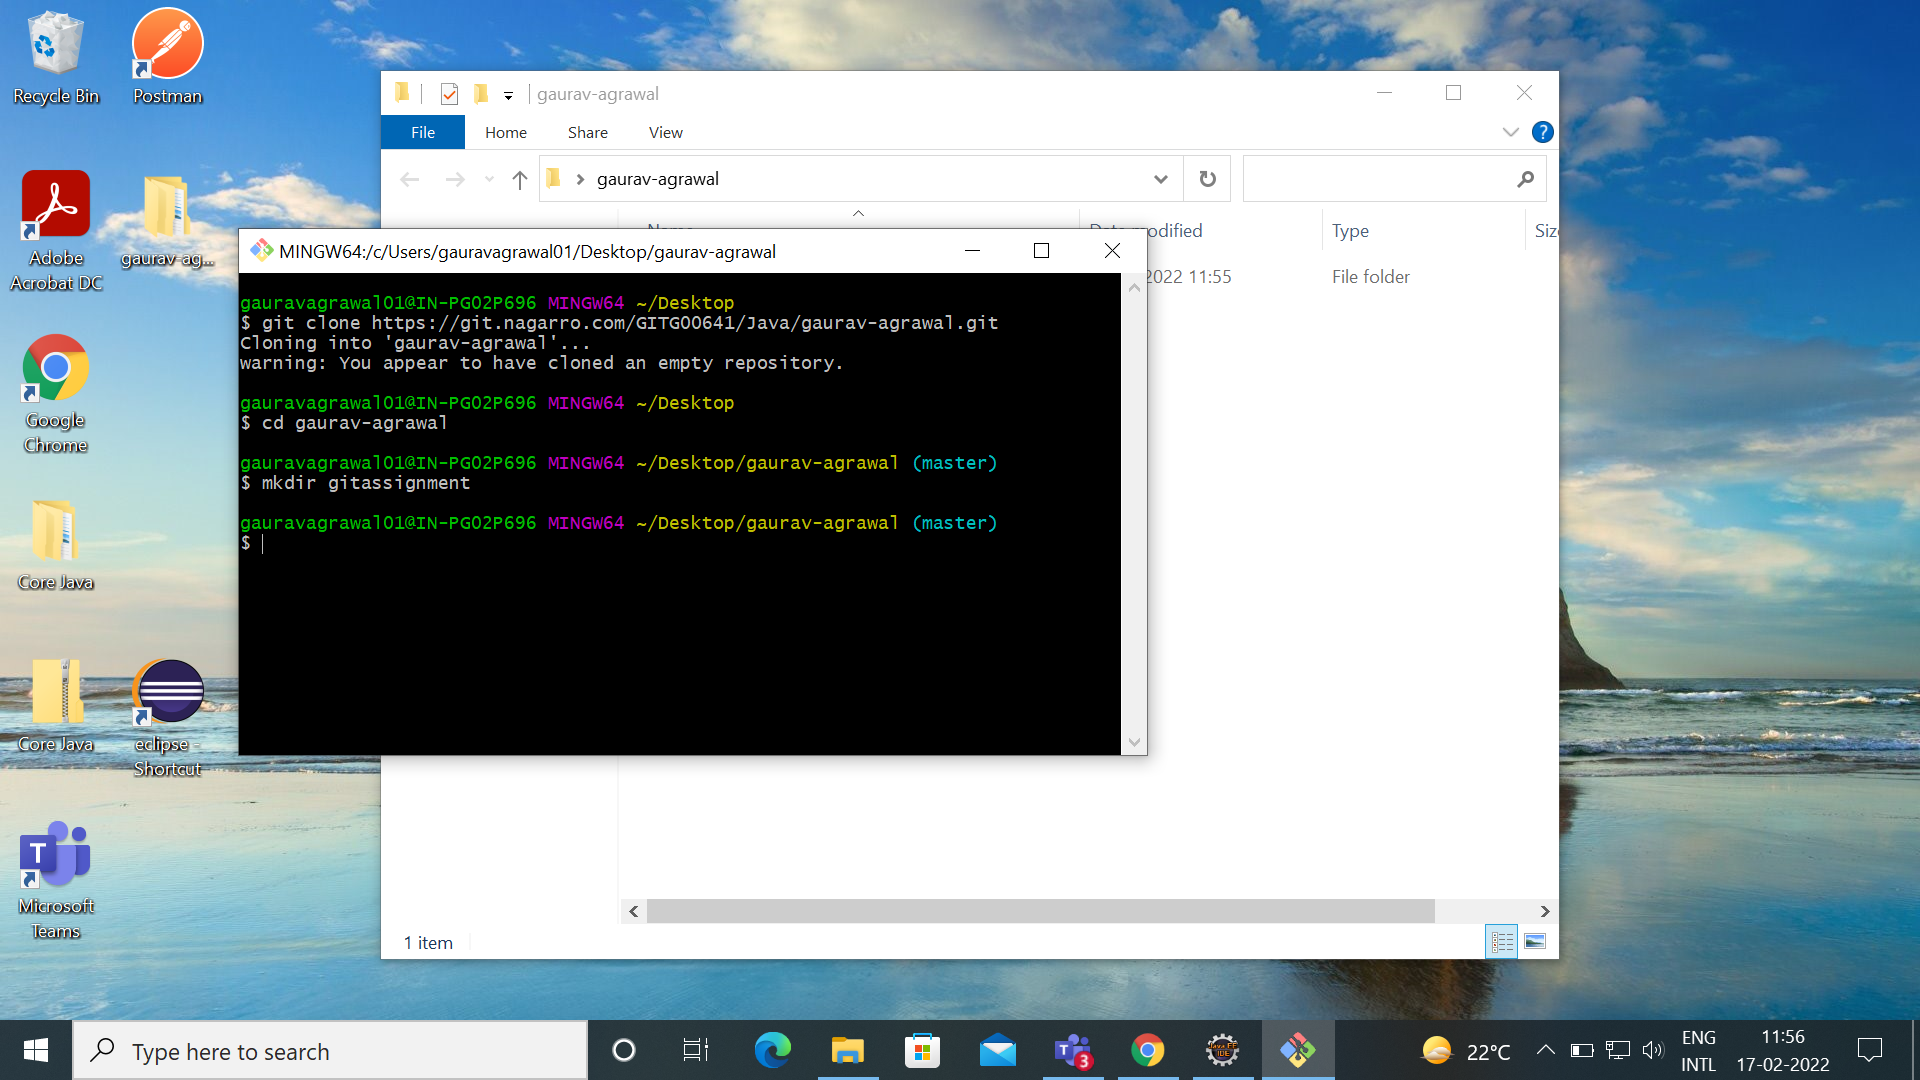 Recycle Bin
Postman
Adobe
Acrobat DC
gaurav-ag...
Google
Chrome
Core Java
Core Java
eclipse -
Shortcut
Microsoft
Teams
gaurav-agrawal
File
Home
Share
View
gaurav-agrawal
Name
Date modified
Type
2022 11:55
File folder
1 item
MINGW64:/c/Users/gauravagrawal01/Desktop/gaurav-agrawal
gauravagrawal01@IN-PG02P696 MINGW64 ~/Desktop
$ git clone https://git.nagarro.com/GITG00641/Java/gaurav-agrawal.git
Cloning into 'gaurav-agrawal'...
warning: You appear to have cloned an empty repository.
gauravagrawal01@IN-PG02P696 MINGW64 ~/Desktop
$ cd gaurav-agrawal
gauravagrawal01@IN-PG02P696 MINGW64 ~/Desktop/gaurav-agrawal (master)
$ mkdir gitassignment
gauravagrawal01@IN-PG02P696 MINGW64 ~/Desktop/gaurav-agrawal (master)
$
Type here to search
T
3
Java EE
IDE
22°C
ENG
INTL
11:56
17-02-2022